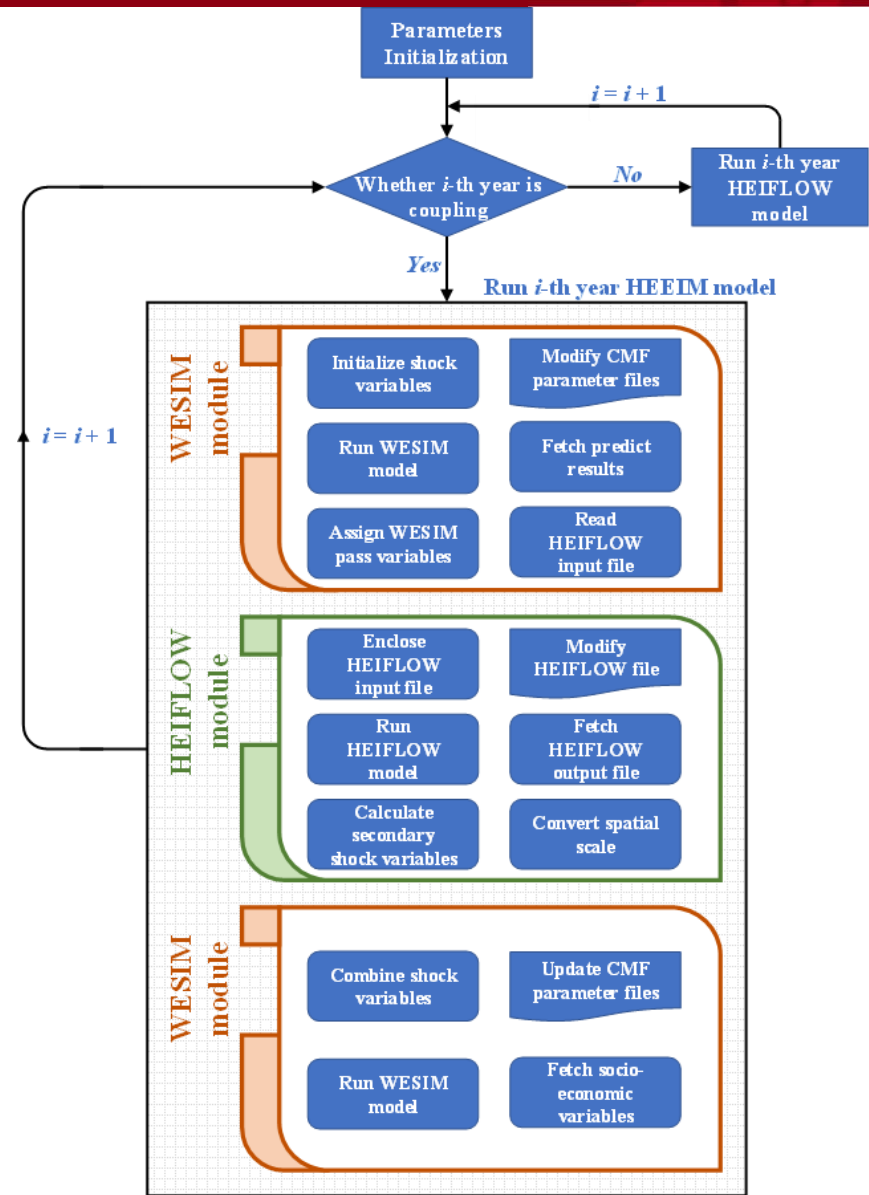 Parameters
Initialization
i = i + 1
Whether i-th year is
coupling
No
Run i-th year
HEIFLOW
model
Yes
Run i-th year HEEIM model
i = i + 1
WESIM
module
Initialize shock
variables
Modify CMF
parameter files
Run WESIM
model
Fetch predict
results
Assign WESIM
pass variables
Read
HEIFLOW
input file
HEIFLOW
module
Enclose
HEIFLOW
input file
Modify
HEIFLOW file
Run
HEIFLOW
model
Fetch
HEIFLOW
output file
Calculate
secondary
shock variables
Convert spatial
scale
WESIM
module
Combine shock
variables
Update CMF
parameter files
Run WESIM
model
Fetch socio-
economic
variables